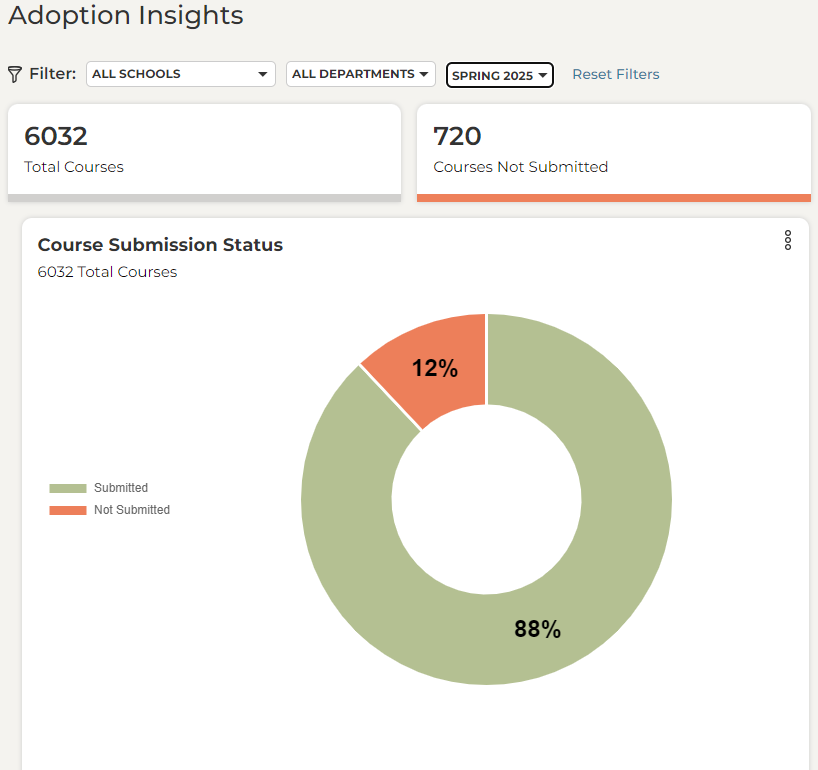 Adoption Insights
Filter: ALL SCHOOLS ALL DEPARTMENTS SPRING 2025 Reset Filters
6032
Total Courses
720
Courses Not Submitted
Course Submission Status
6032 Total Courses
12%
Submitted
Not Submitted
88%